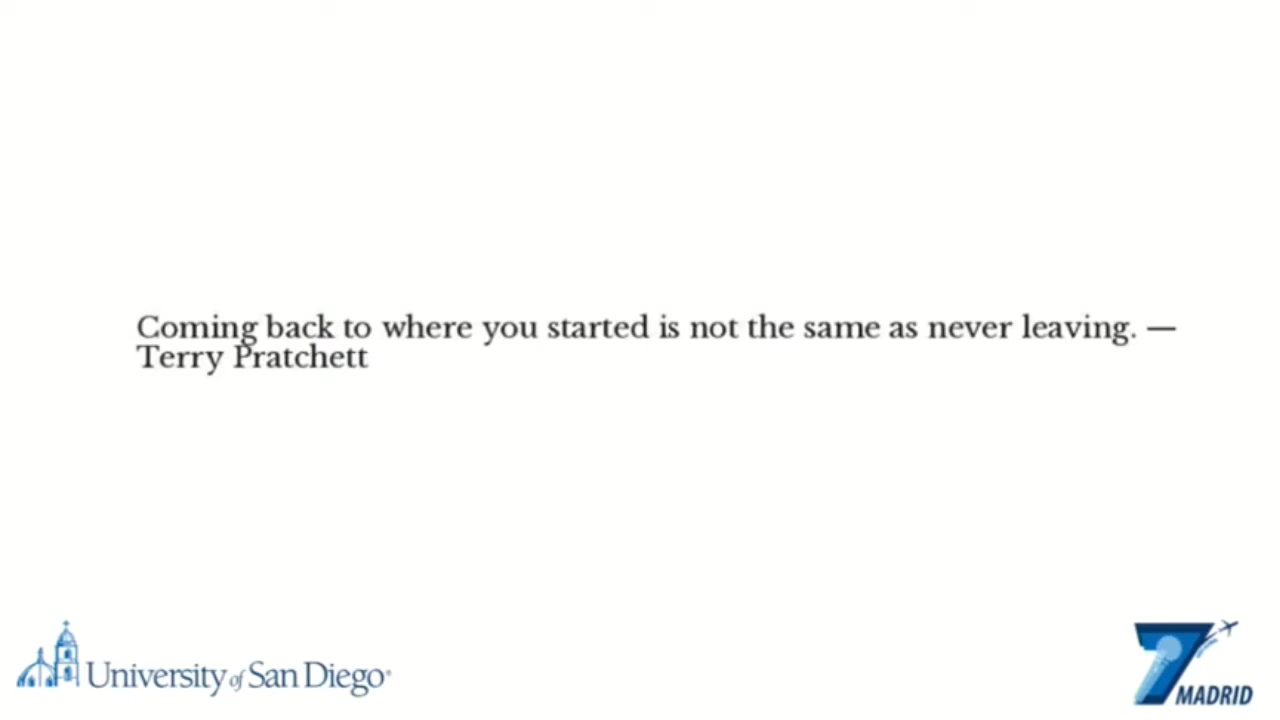 Coming back to where you started is not the same as never leaving. —
Terry Pratchett
University of San Diego®
7
MADRID